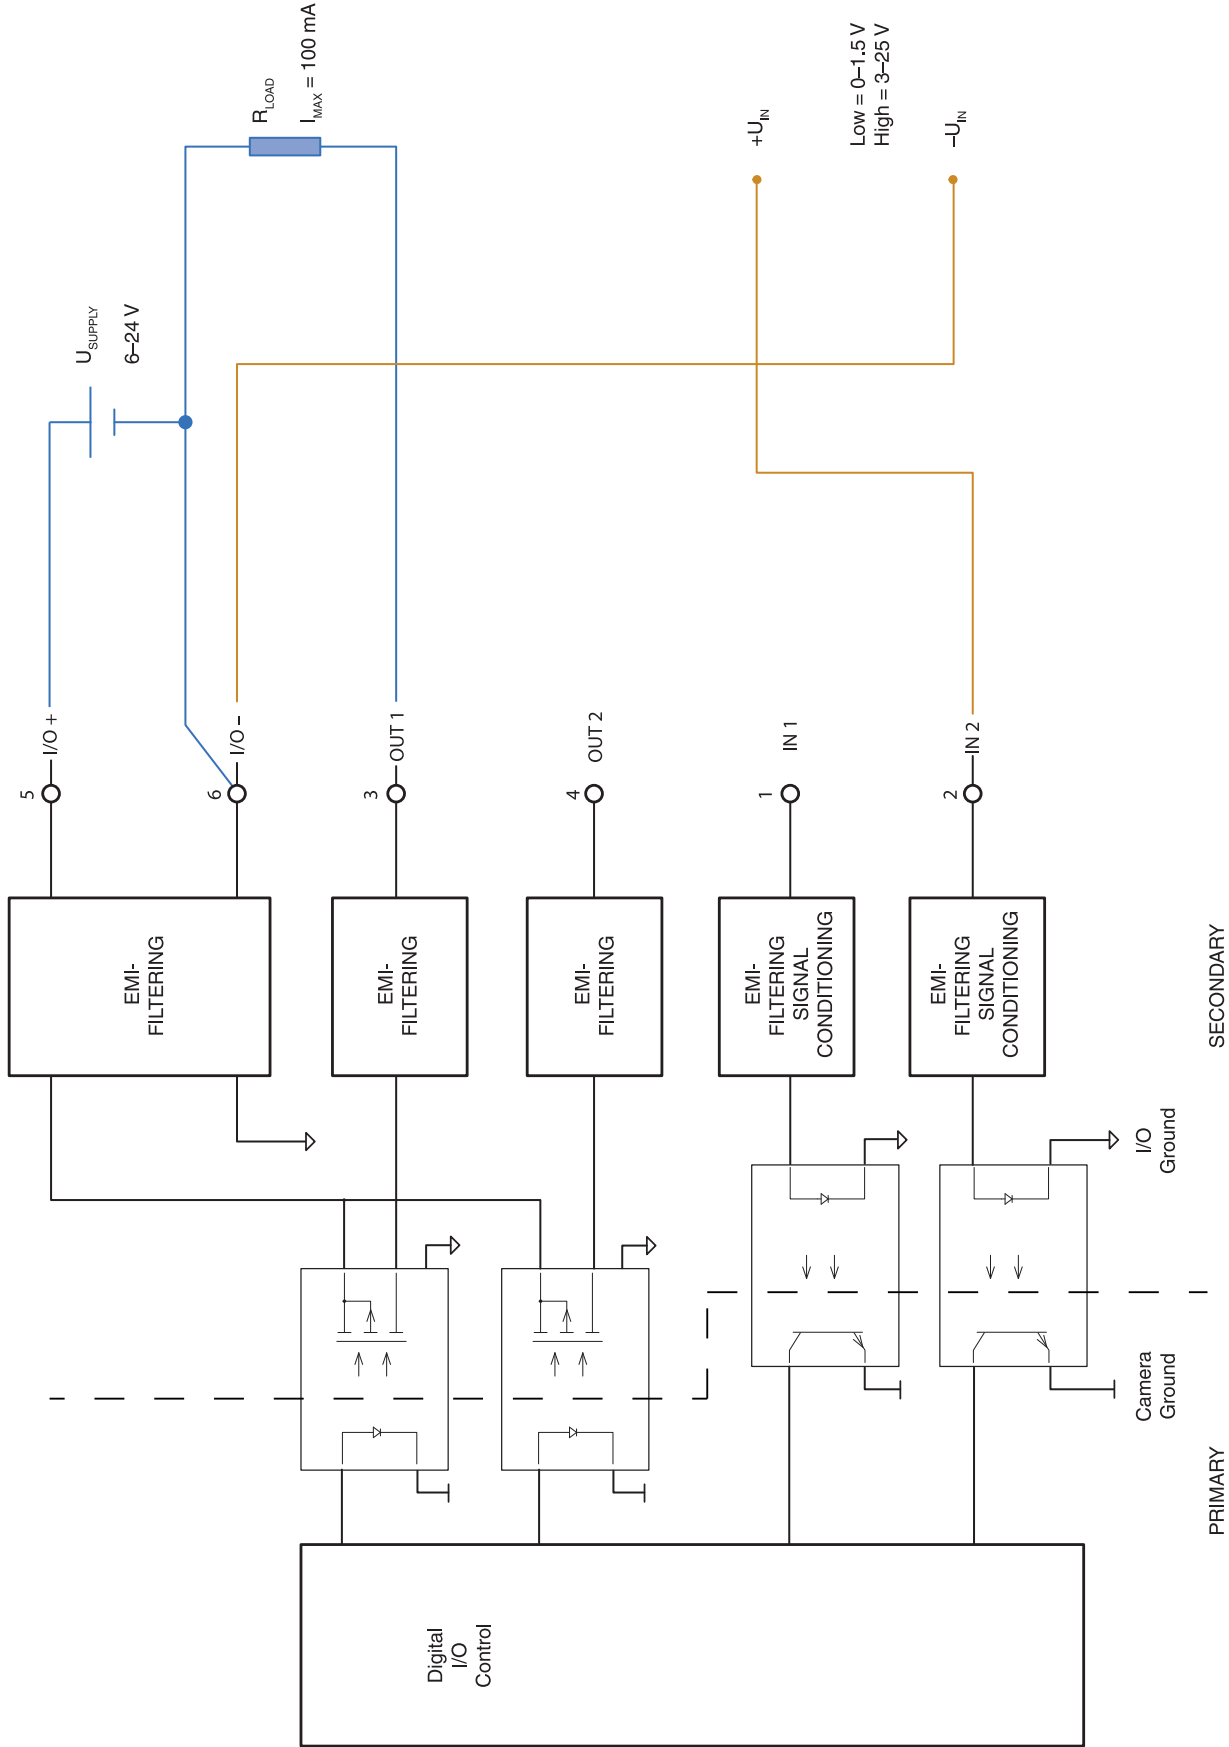 Digital
I/O
Control
EMI-
FILTERING
EMI-
FILTERING
EMI-
FILTERING
EMI-
FILTERING
SIGNAL
CONDITIONING
EMI-
FILTERING
SIGNAL
CONDITIONING
5
I/O +
6
I/O –
3
OUT 1
4
OUT 2
1
IN 1
2
IN 2
USUPPLY
6–24 V
RLOAD
IMAX = 100 mA
+UIN
Low = 0–1.5 V
High = 3–25 V
–UIN
Camera
Ground
I/O
Ground
PRIMARY
SECONDARY